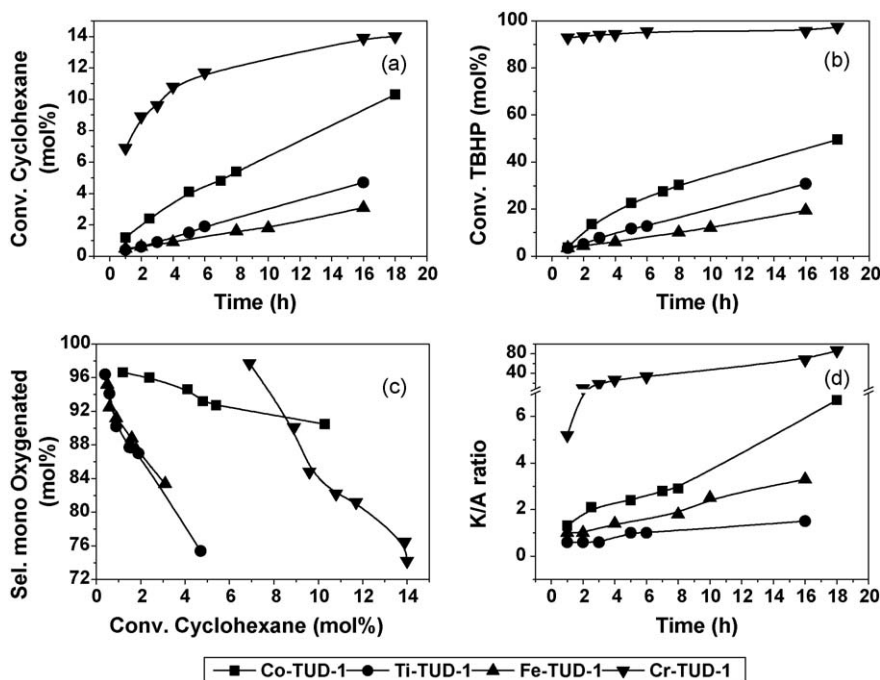 14
12
10
8
6
4
2
0
Conv. Cyclohexane
(mol%)
(a)
0 2 4 6 8 10 12 14 16 18 20
Time (h)
100
80
60
40
20
0
Conv. TBHP (mol%)
(b)
0 2 4 6 8 10 12 14 16 18 20
Time (h)
100
96
92
88
84
80
76
72
Sel. mono Oxygenated
(mol%)
(c)
0 2 4 6 8 10 12 14
Conv. Cyclohexane (mol%)
80
40
6
4
2
0
K/A ratio
(d)
0 2 4 6 8 10 12 14 16 18 20
Time (h)
Co-TUD-1 Ti-TUD-1 Fe-TUD-1 Cr-TUD-1